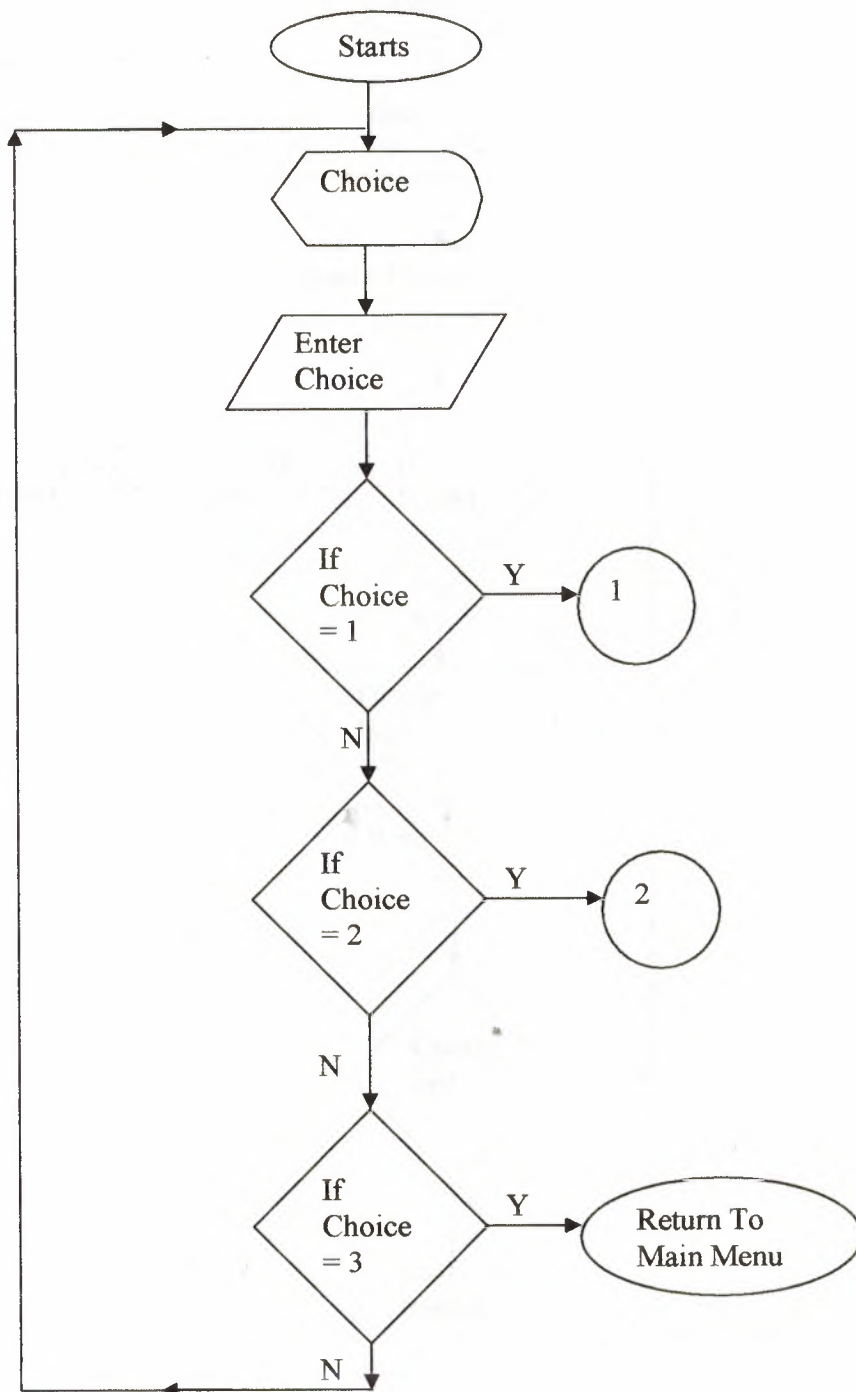 Starts
Choice
Enter
Choice
If
Choice
= 1
Y
1
N
If
Choice
= 2
Y
2
N
If
Choice
= 3
Y
Return To
Main Menu
N